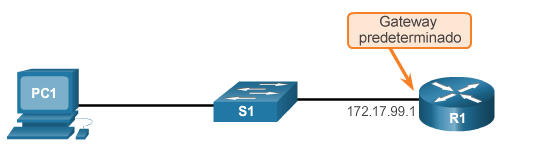 Gateway
predeterminado
PC1
S1
172.17.99.1
R1